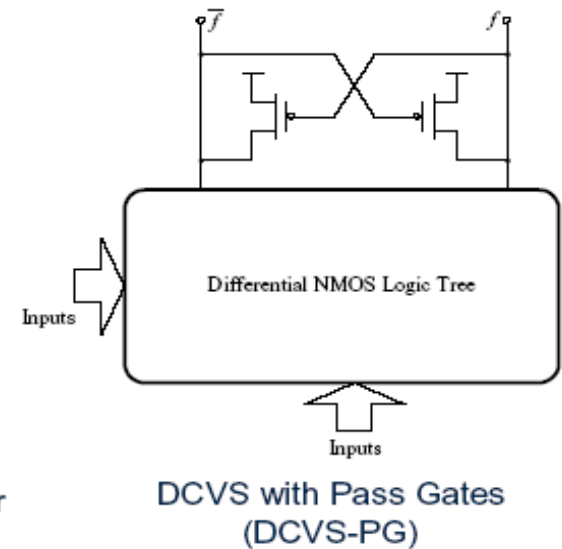 f̅ f
Differential NMOS Logic Tree
Inputs
Inputs
r
DCVS with Pass Gates
(DCVS-PG)